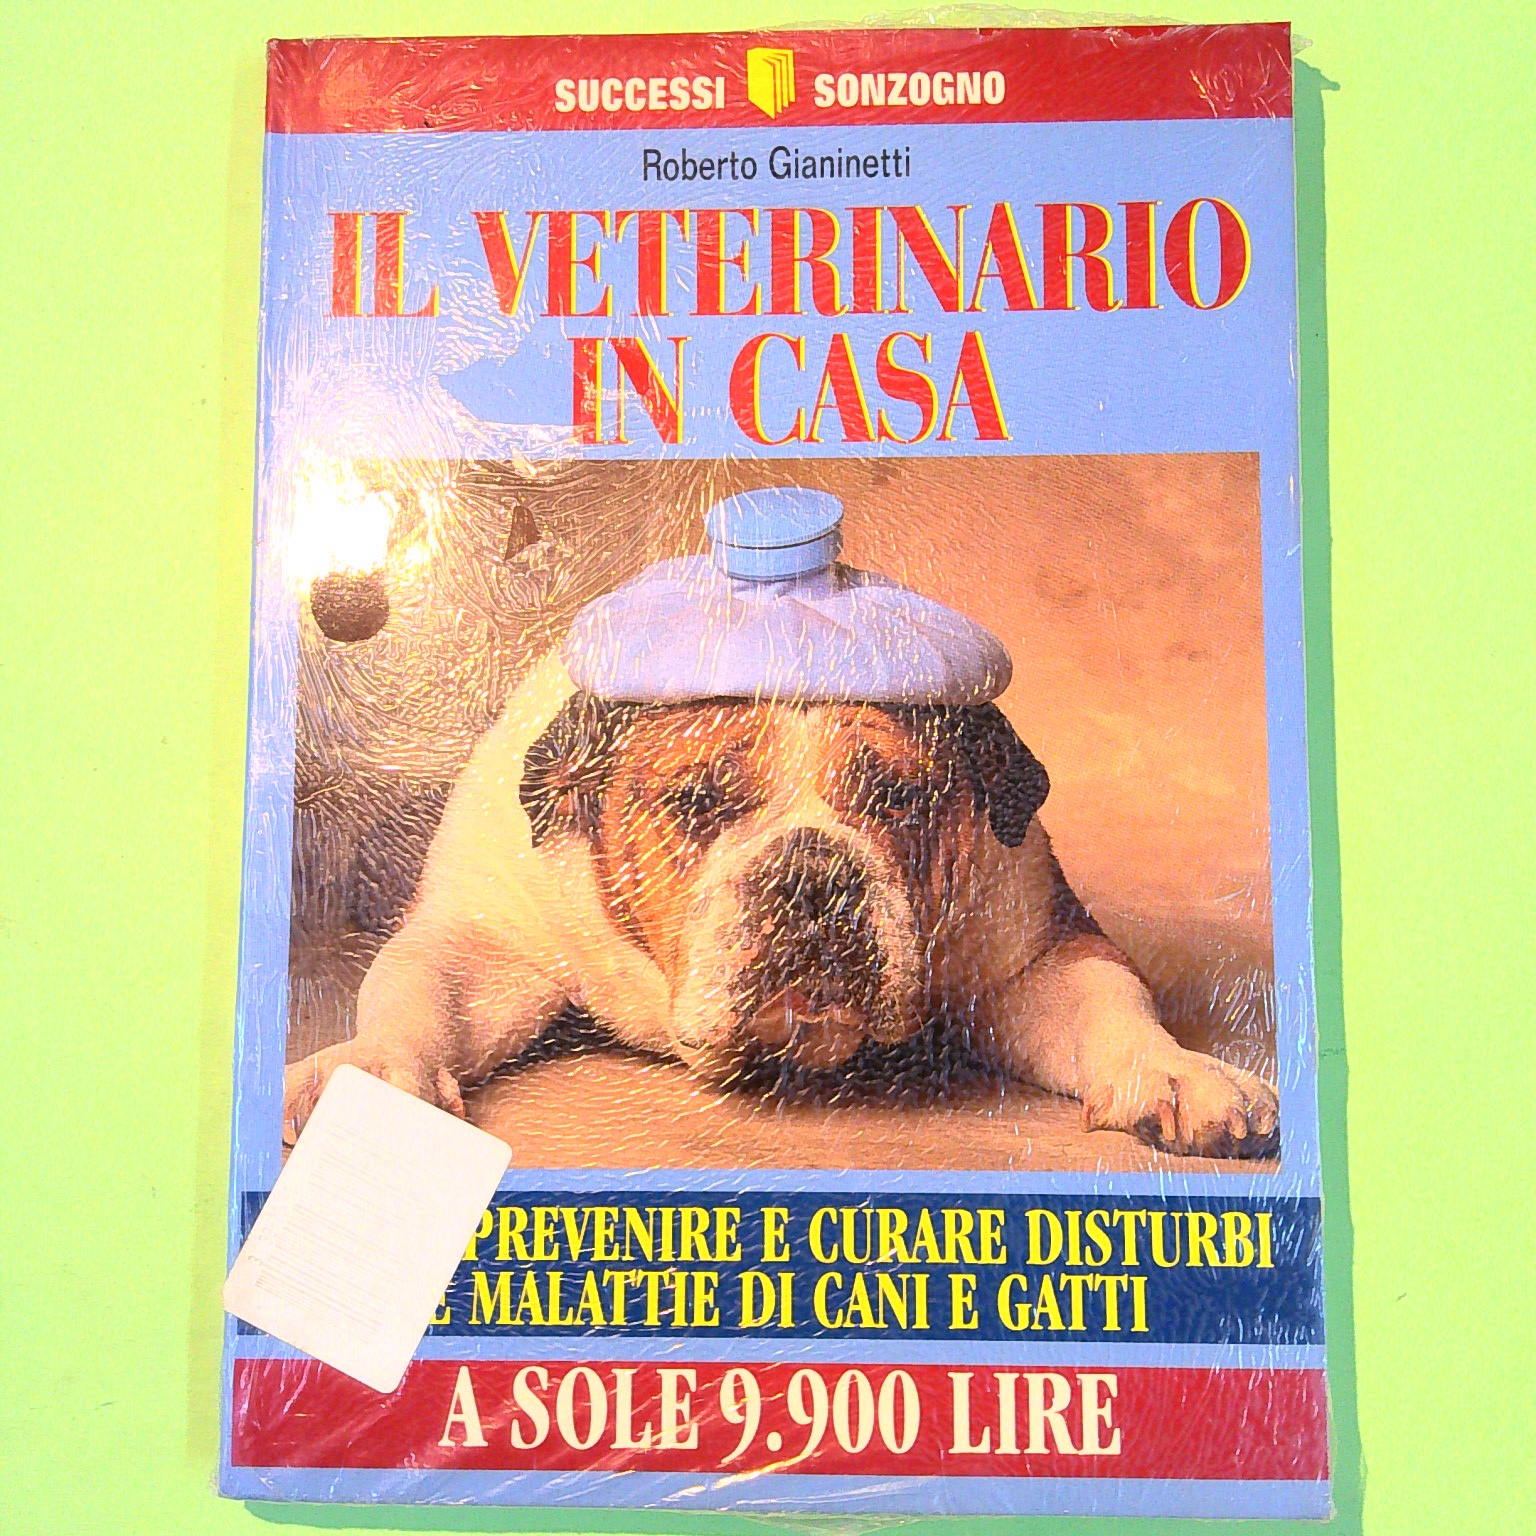 SUCCESSI SONZOGNO
Roberto Gianinetti
IL VETERINARIO
IN CASA
PREVENIRE E CURARE DISTURBI
E MALATTIE DI CANI E GATTI
A SOLE 9.900 LIRE